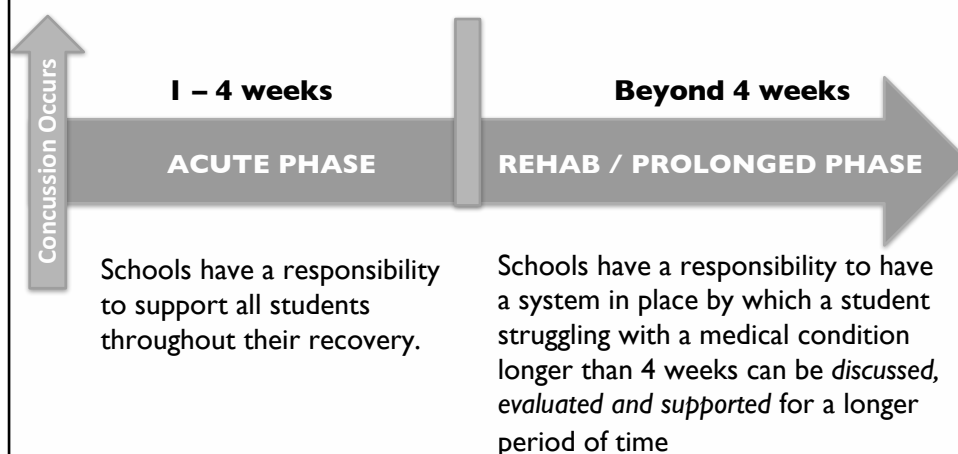 Concussion Occurs
1 – 4 weeks
ACUTE PHASE
Schools have a responsibility
to support all students
throughout their recovery.
Beyond 4 weeks
REHAB / PROLONGED PHASE
Schools have a responsibility to have
a system in place by which a student
struggling with a medical condition
longer than 4 weeks can be discussed,
evaluated and supported for a longer
period of time